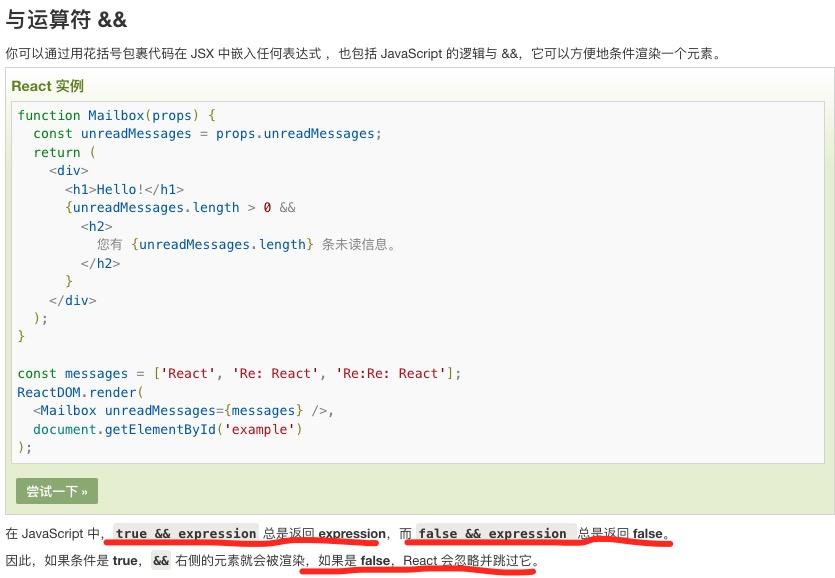 与运算符 &&
你可以通过用花括号包裹代码在 JSX 中嵌入任何表达式 ，也包括 JavaScript 的逻辑与 &&，它可以方便地条件渲染一个元素。
React 实例
function Mailbox(props) {
  const unreadMessages = props.unreadMessages;
  return (
    <div>
      <h1>Hello!</h1>
      {unreadMessages.length > 0 &&
        <h2>
          您有 {unreadMessages.length} 条未读信息。
        </h2>
      }
    </div>
  );
}
const messages = ['React', 'Re: React', 'Re:Re: React'];
ReactDOM.render(
  <Mailbox unreadMessages={messages} />,
  document.getElementById('example')
);
尝试一下 »
在 JavaScript 中，true && expression 总是返回 expression，而 false && expression 总是返回 false。
因此，如果条件是 true，&& 右侧的元素就会被渲染，如果是 false，React 会忽略并跳过它。